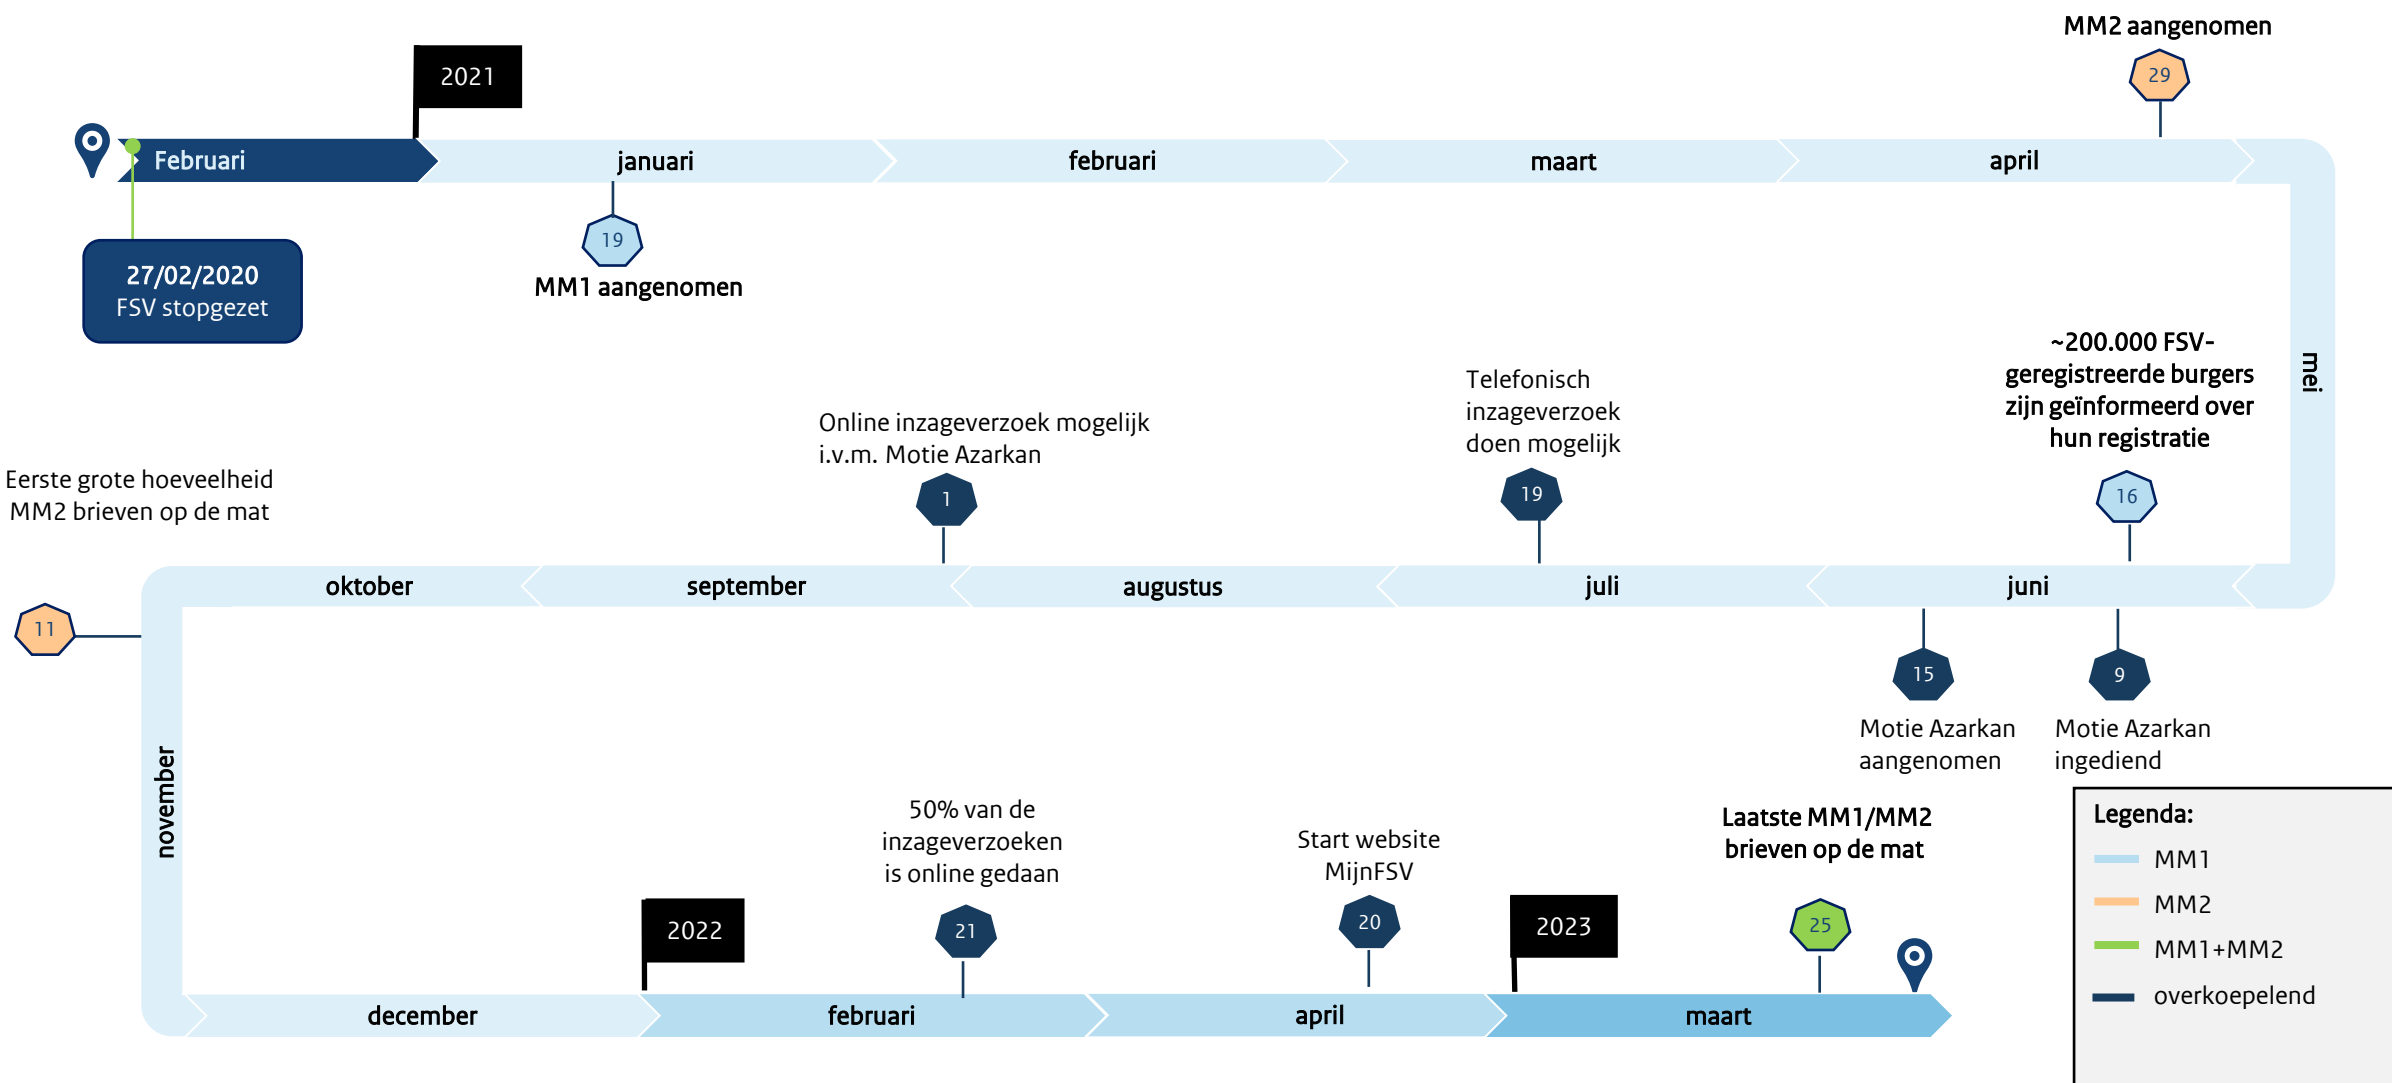 MM2 aangenomen
29
2021
Februari
januari
februari
maart
april
19
MM1 aangenomen
27/02/2020
FSV stopgezet
mei
~200.000 FSV-
geregistreerde burgers
zijn geïnformeerd over
hun registratie
16
Telefonisch
inzageverzoek
doen mogelijk
19
Online inzageverzoek mogelijk
i.v.m. Motie Azarkan
1
Eerste grote hoeveelheid
MM2 brieven op de mat
11
oktober
september
augustus
juli
juni
15
Motie Azarkan
aangenomen
9
Motie Azarkan
ingediend
november
50% van de
inzageverzoeken
is online gedaan
21
Start website
MijnFSV
20
Laatste MM1/MM2
brieven op de mat
25
2022
2023
december
februari
april
maart
Legenda:
MM1
MM2
MM1+MM2
overkoepelend